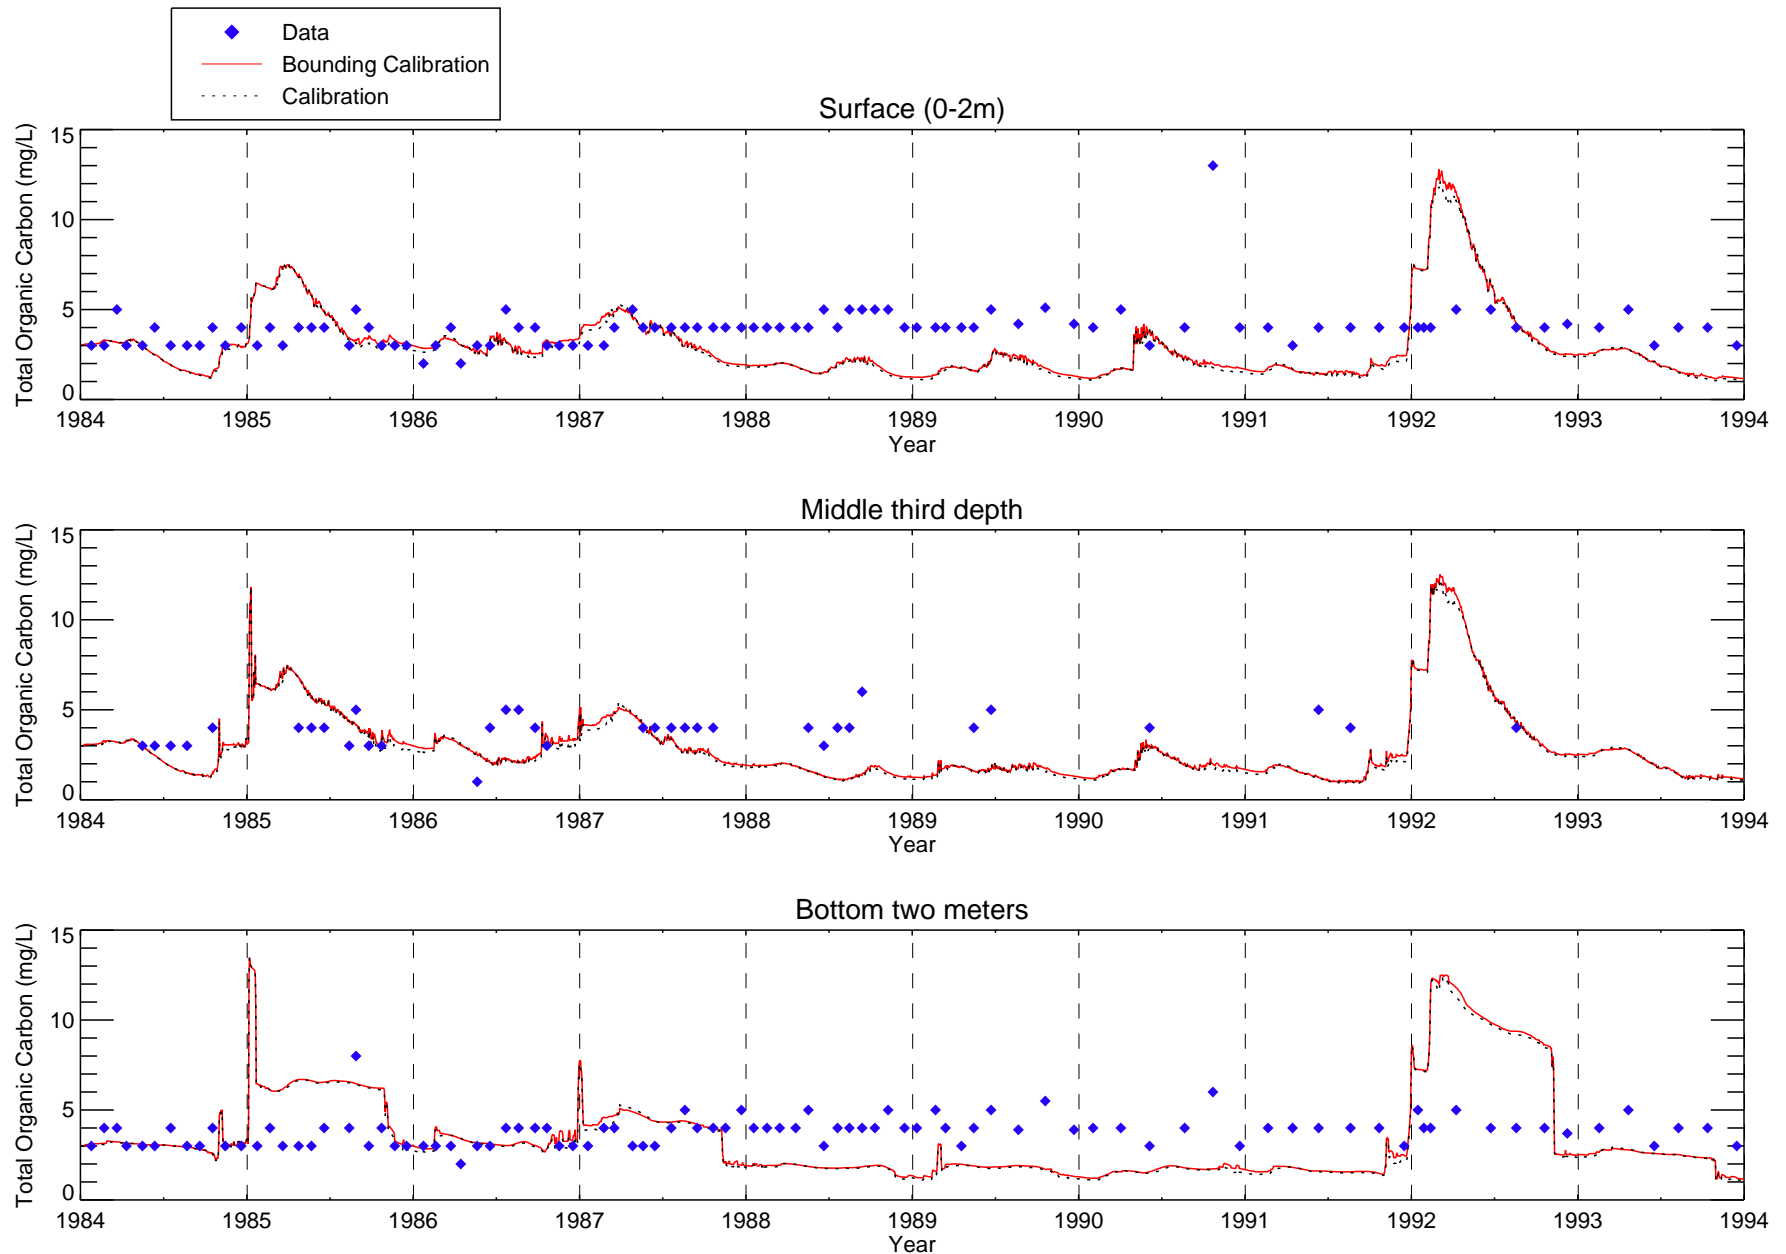 Data
Bounding Calibration
Calibration
Surface (0-2m)
Total Organic Carbon (mg/L)
15
10
5
0
1984 1985 1986 1987 1988 1989 1990 1991 1992 1993 1994
Year
Middle third depth
Total Organic Carbon (mg/L)
15
10
5
0
1984 1985 1986 1987 1988 1989 1990 1991 1992 1993 1994
Year
Bottom two meters
Total Organic Carbon (mg/L)
15
10
5
0
1984 1985 1986 1987 1988 1989 1990 1991 1992 1993 1994
Year